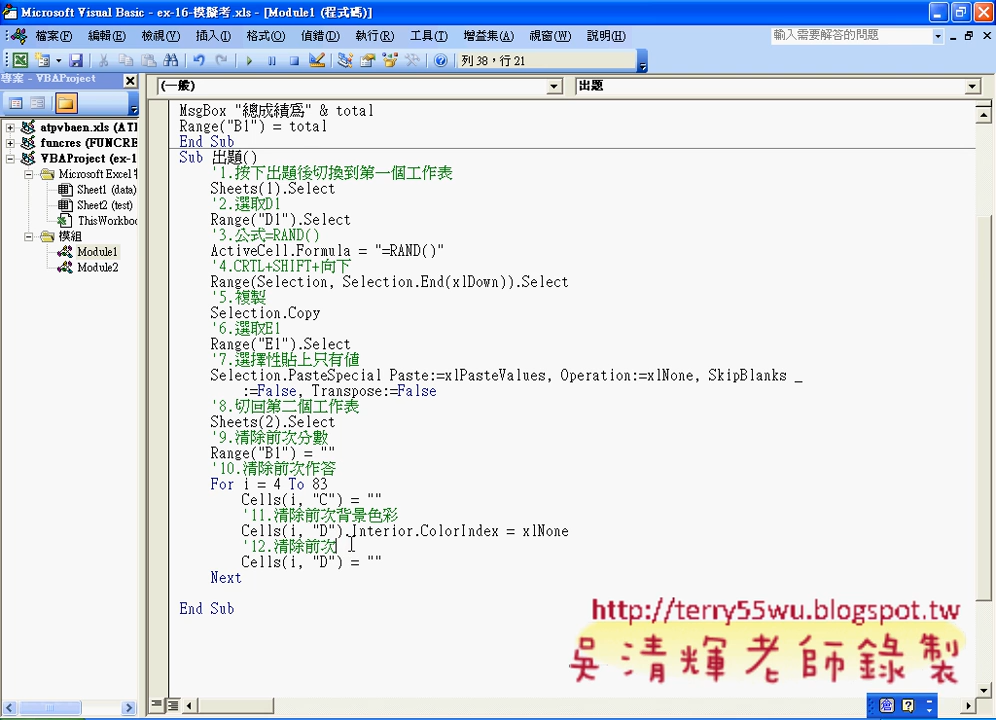 Microsoft Visual Basic - ex-16-模擬考.xls - [Module1 (程式碼)]
檔案(F) 編輯(E) 檢視(V) 插入(I) 格式(O) 偵錯(D) 執行(R) 工具(T) 增益集(A) 視窗(W) 說明(H) 輸入需要解答的問題
列 38，行 21
專案 - VBAProject
(一般) 出題
atpvbaen.xls (ATI
funcres (FUNCRE
VBAProject (ex-1
Microsoft Excel
Sheet1 (data)
Sheet2 (test)
ThisWorkboo
模組
Module1
Module2
MsgBox "總成績為" & total
Range("B1") = total
End Sub
Sub 出題()
'1.按下出題後切換到第一個工作表
Sheets(1).Select
'2.選取D1
Range("D1").Select
'3.公式=RAND()
ActiveCell.Formula = "=RAND()"
'4.CRTL+SHIFT+向下
Range(Selection, Selection.End(xlDown)).Select
'5.複製
Selection.Copy
'6.選取E1
Range("E1").Select
'7.選擇性貼上只有值
Selection.PasteSpecial Paste:=xlPasteValues, Operation:=xlNone, SkipBlanks _
:=False, Transpose:=False
'8.切回第二個工作表
Sheets(2).Select
'9.清除前次分數
Range("B1") = ""
'10.清除前次作答
For i = 4 To 83
Cells(i, "C") = ""
'11.清除前次背景色彩
Cells(i, "D").Interior.ColorIndex = xlNone
'12.清除前次
Cells(i, "D") = ""
Next
End Sub
http://terry55wu.blogspot.tw
吳清輝老師錄製